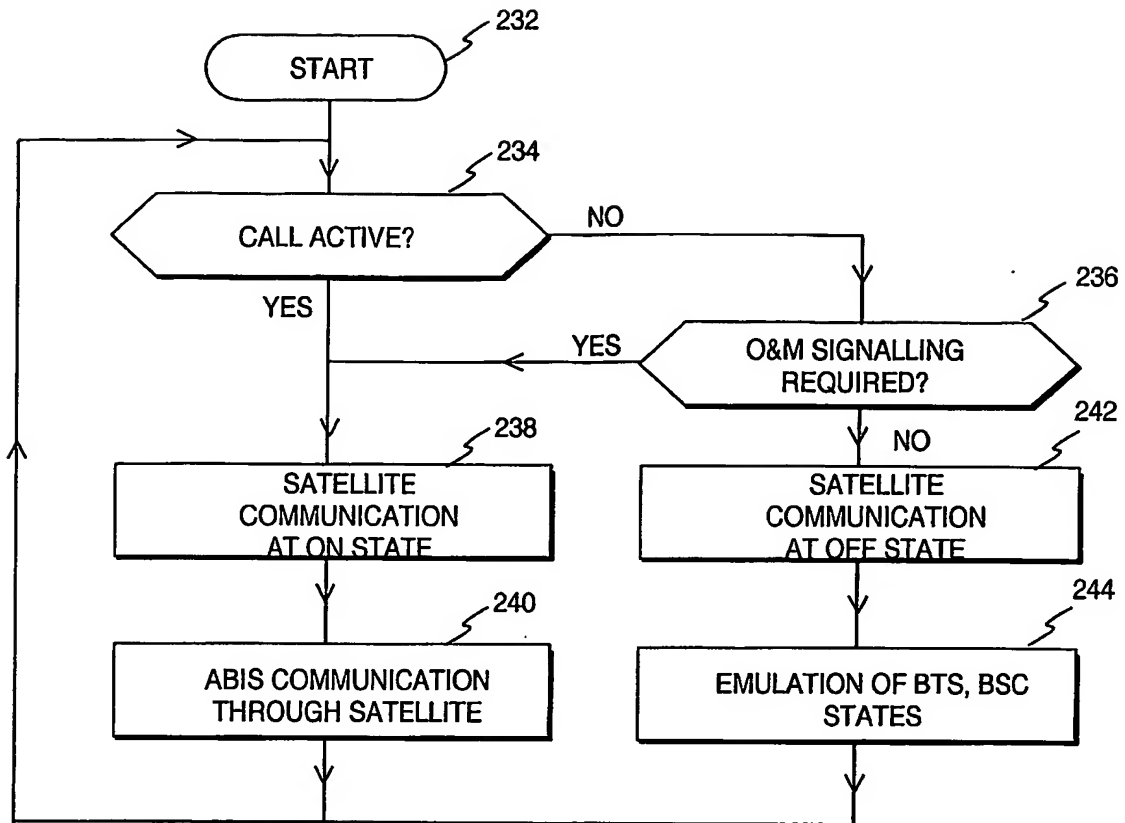 232
START
234
CALL ACTIVE?
NO
YES
236
YES
O&M SIGNALLING
REQUIRED?
NO
238
SATELLITE
COMMUNICATION
AT ON STATE
242
SATELLITE
COMMUNICATION
AT OFF STATE
240
ABIS COMMUNICATION
THROUGH SATELLITE
244
EMULATION OF BTS, BSC
STATES